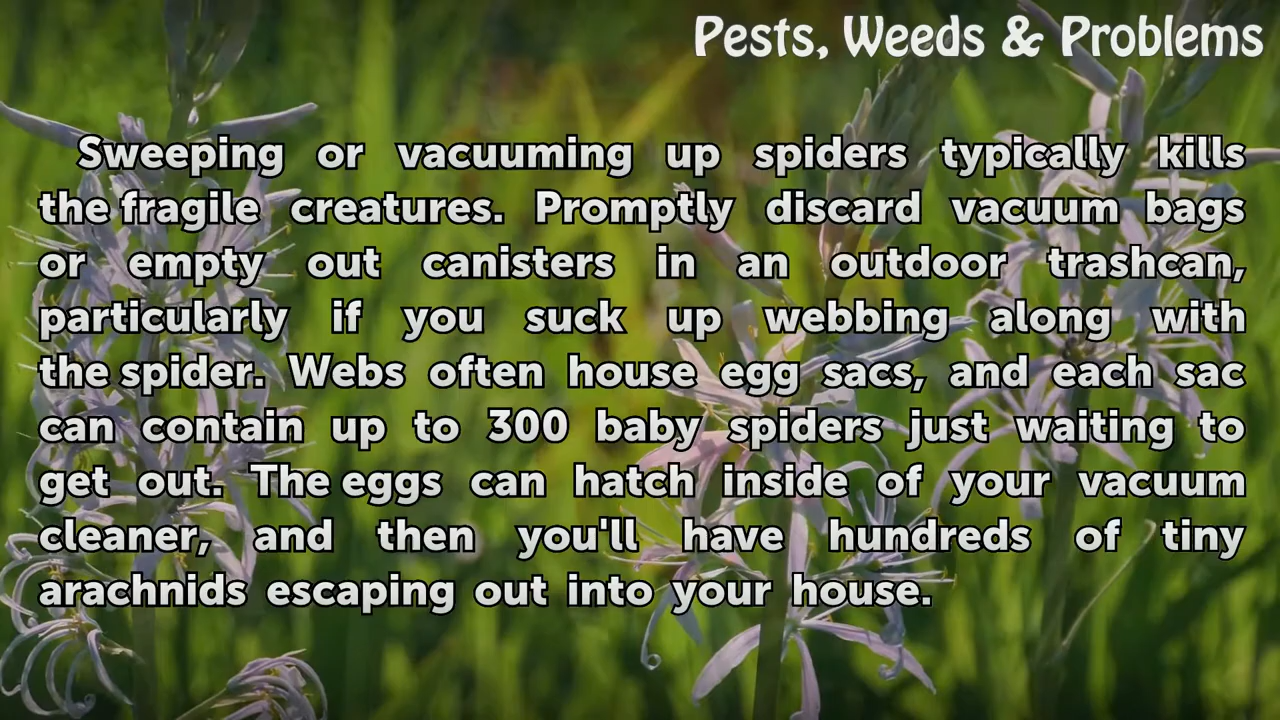 Pests, Weeds & Problems
Sweeping or vacuuming up spiders typically kills
the fragile creatures. Promptly discard vacuum bags
or empty out canisters in an outdoor trashcan,
particularly if you suck up webbing along with
the spider. Webs often house egg sacs, and each sac
can contain up to 300 baby spiders just waiting to
get out. The eggs can hatch inside of your vacuum
cleaner, and then you'll have hundreds of tiny
arachnids escaping out into your house.